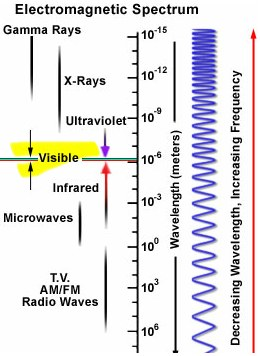 Electromagnetic Spectrum
Gamma Rays
X-Rays
Ultraviolet
Visible
Infrared
Microwaves
T.V.
AM/FM
Radio Waves
10-15
10-12
10-9
10-6
10-3
100
103
106
Wavelength (meters)
Decreasing Wavelength, Increasing Frequency